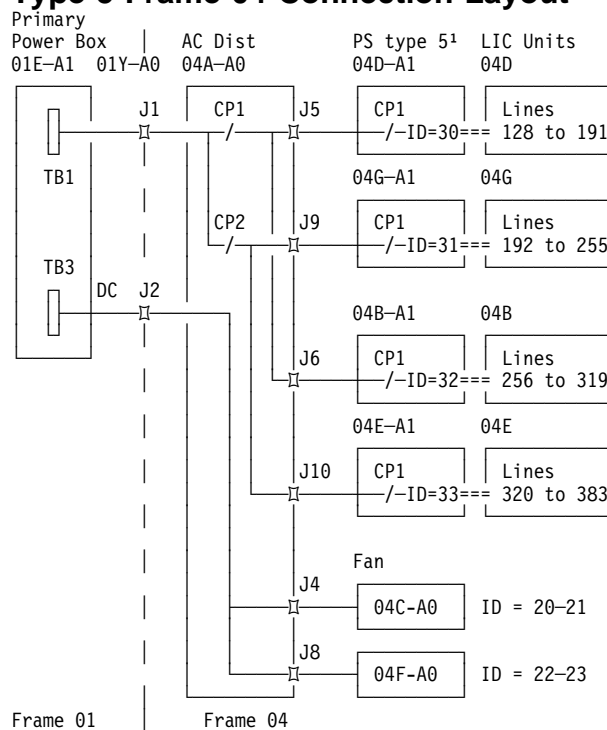 Type 5 Frame 04 Connection Layout
Primary
Power Box | AC Dist PS type 5¹ LIC Units
01E—A1 01Y—A0 04A—A0 04D—A1 04D
J1 CP1 J5 CP1 Lines
ID=30=== 128 to 191
TB1 04G—A1 04G
CP2 J9 CP1 Lines
ID=31=== 192 to 255
TB3
DC J2
04B—A1 04B
J6 CP1 Lines
ID=32=== 256 to 319
04E—A1 04E
J10 CP1 Lines
ID=33=== 320 to 383
Fan
J4
04C-A0 ID = 20—21
J8
04F-A0 ID = 22—23
Frame 01 Frame 04